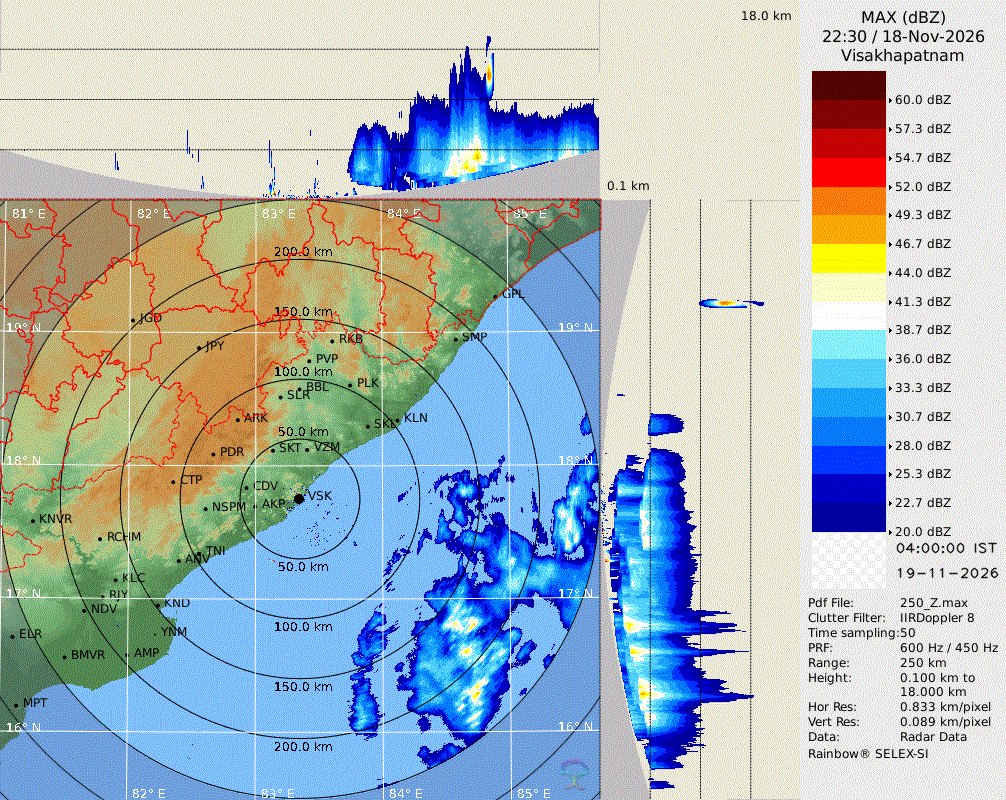 18.0 km
0.1 km
MAX (dBZ)
22:30 / 18-Nov-2026
Visakhapatnam
60.0 dBZ
57.3 dBZ
54.7 dBZ
52.0 dBZ
49.3 dBZ
46.7 dBZ
44.0 dBZ
41.3 dBZ
38.7 dBZ
36.0 dBZ
33.3 dBZ
30.7 dBZ
28.0 dBZ
25.3 dBZ
22.7 dBZ
20.0 dBZ
04:00:00 IST
19-11-2026
Pdf File: 250_Z.max
Clutter Filter: IIRDoppler 8
Time sampling:50
PRF: 600 Hz / 450 Hz
Range: 250 km
Height: 0.100 km to
18.000 km
Hor Res: 0.833 km/pixel
Vert Res: 0.089 km/pixel
Data: Radar Data
Rainbow® SELEX-SI
81° E 82° E 83° E 84° E 85° E
200.0 km
GPL
150.0 km
JGD
19° N 19° N
RKB SMP
JPY
PVP
100.0 km
BBL PLK
SLR
ARK KLN
SKL
50.0 km
SKT VZM
PDR
18° N 18° N
CTP
CDV
VSK
NSPM AKP
KNVR
RCHM
TNI
ANV
50.0 km
KLC
RJY
17° N 17° N
NDV KND
100.0 km
ELR YNM
BMVR AMP
150.0 km
MPT
16° N 16° N
200.0 km
82° E 83° E 84° E 85° E